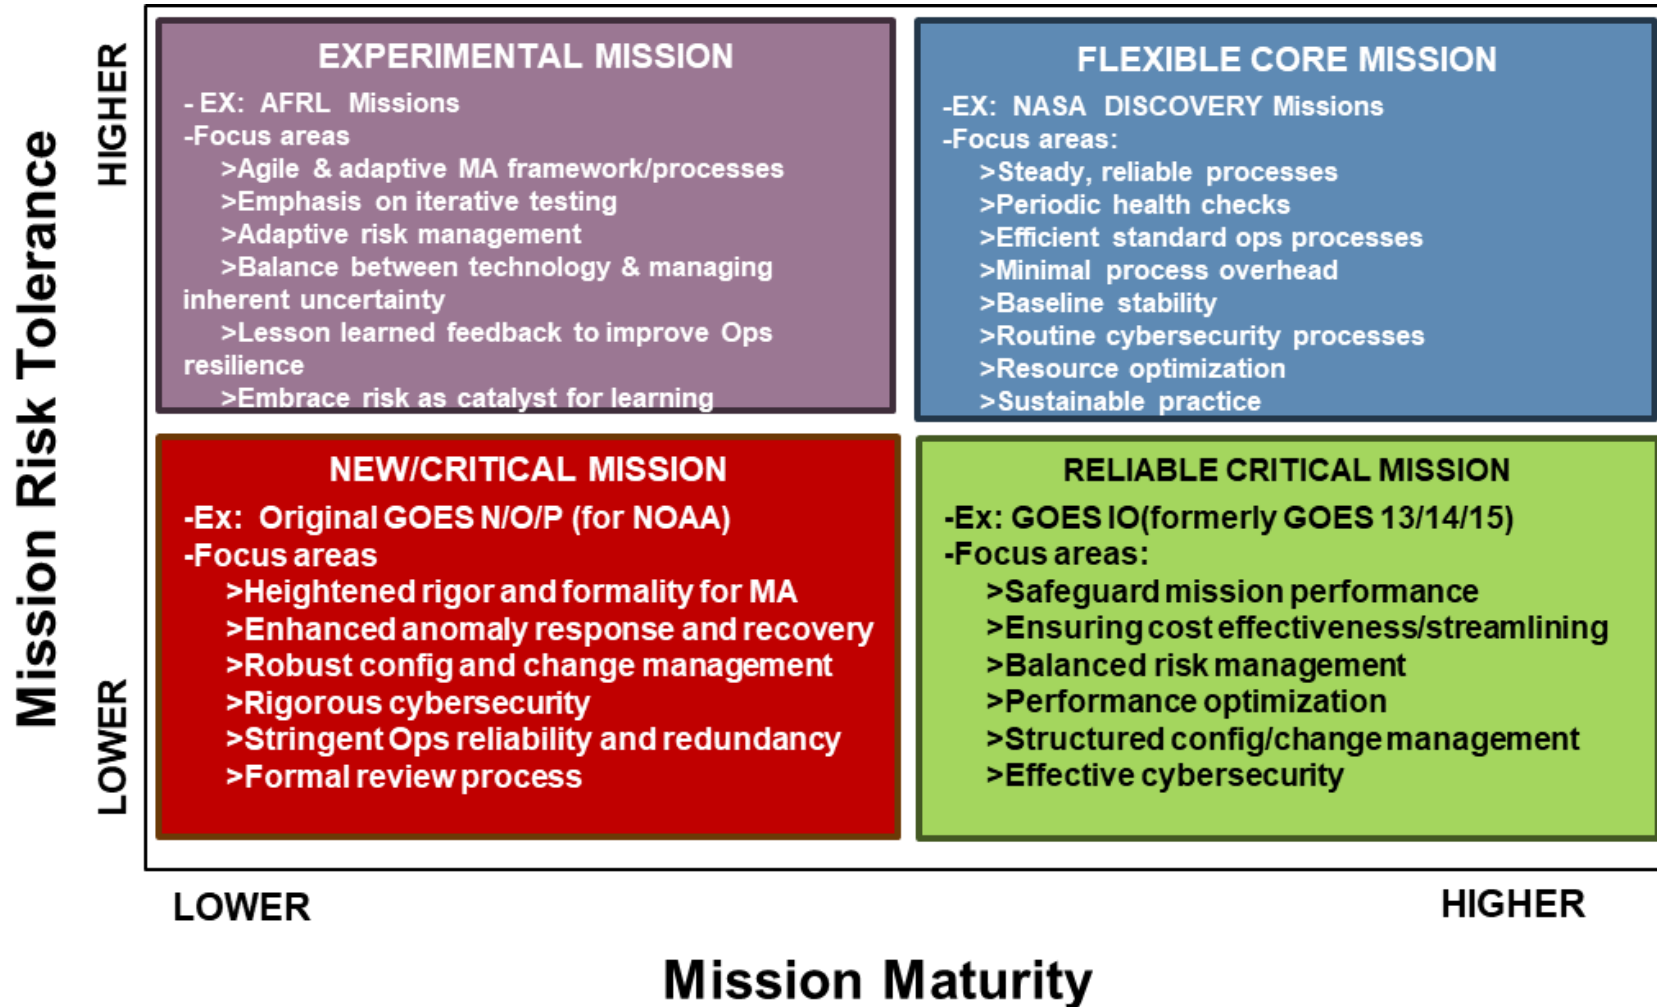 Mission Risk Tolerance
HIGHER
LOWER
EXPERIMENTAL MISSION
- EX: AFRL Missions
-Focus areas
>Agile & adaptive MA framework/processes
>Emphasis on iterative testing
>Adaptive risk management
>Balance between technology & managing
inherent uncertainty
>Lesson learned feedback to improve Ops
resilience
>Embrace risk as catalyst for learning
FLEXIBLE CORE MISSION
-EX: NASA DISCOVERY Missions
-Focus areas:
>Steady, reliable processes
>Periodic health checks
>Efficient standard ops processes
>Minimal process overhead
>Baseline stability
>Routine cybersecurity processes
>Resource optimization
>Sustainable practice
NEW/CRITICAL MISSION
-Ex: Original GOES N/O/P (for NOAA)
-Focus areas
>Heightened rigor and formality for MA
>Enhanced anomaly response and recovery
>Robust config and change management
>Rigorous cybersecurity
>Stringent Ops reliability and redundancy
>Formal review process
RELIABLE CRITICAL MISSION
-Ex: GOES IO(formerly GOES 13/14/15)
-Focus areas:
>Safeguard mission performance
>Ensuring cost effectiveness/streamlining
>Balanced risk management
>Performance optimization
>Structured config/change management
>Effective cybersecurity
LOWER
HIGHER
Mission Maturity